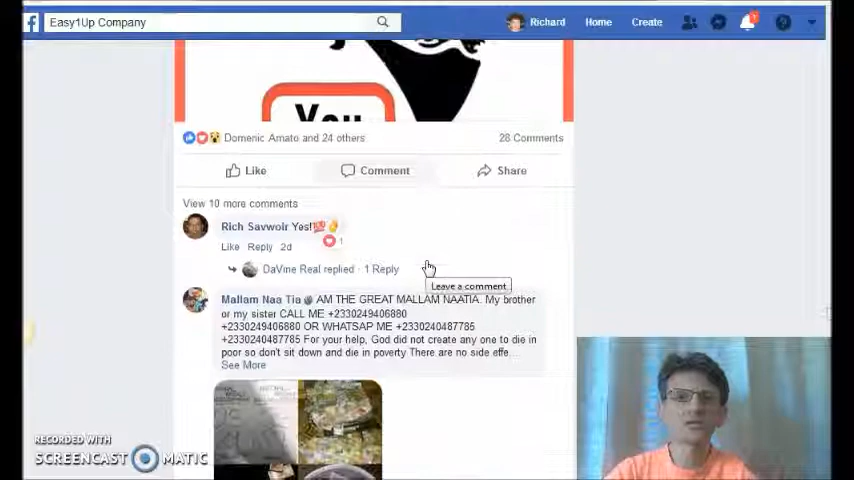 Easy1Up Company
Richard
Home
Create
You
Domenic Amato and 24 others
28 Comments
Like
Comment
Share
View 10 more comments
Rich Savwoir Yes!💯
Like Reply 2d
1
DaVine Real replied · 1 Reply
Leave a comment
Mallam Naa Tia AM THE GREAT MALLAM NAATIA. My brother
or my sister CALL ME +2330249406880
+2330249406880 OR WHATSAP ME +2330240487785
+2330240487785 For your help, God did not create any one to die in
poor so don't sit down and die in poverty There are no side effe...
See More
RECORDED WITH
SCREENCAST MATIC